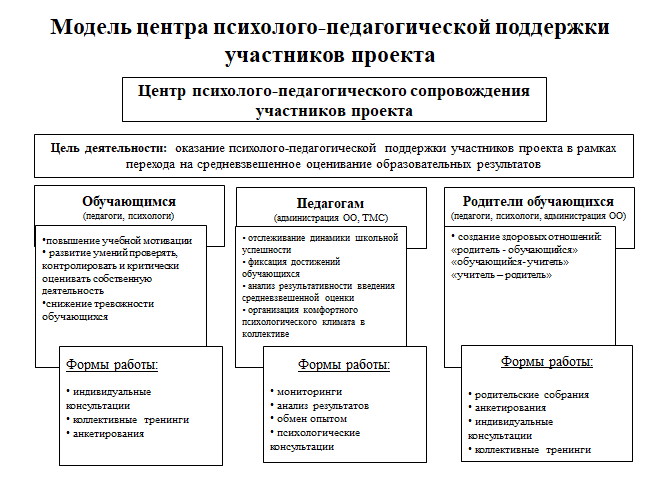 Модель центра психолого-педагогической поддержки
участников проекта
Центр психолого-педагогического сопровождения
участников проекта
Цель деятельности: оказание психолого-педагогической поддержки участников проекта в рамках
перехода на средневзвешенное оценивание образовательных результатов
Обучающимся
(педагоги, психологи)
•повышение учебной мотивации
• развитие умений проверять,
контролировать и критически
оценивать собственную
деятельность
•снижение тревожности
обучающихся
Формы работы:
• индивидуальные
консультации
• коллективные тренинги
• анкетирования
Педагогам
(администрация ОО, ТМС)
• отслеживание динамики школьной
успешности
• фиксация достижений
обучающихся
• анализ результативности введения
средневзвешенной оценки
• организация комфортного
психологического климата в
коллективе
Формы работы:
• мониторинги
• анализ результатов
• обмен опытом
• психологические
консультации
Родители обучающихся
(педагоги, психологи, администрация ОО)
• создание здоровых отношений:
«родитель - обучающийся»
«обучающийся- учитель»
«учитель – родитель»
Формы работы:
• родительские собрания
• анкетирования
• индивидуальные
консультации
• коллективные тренинги